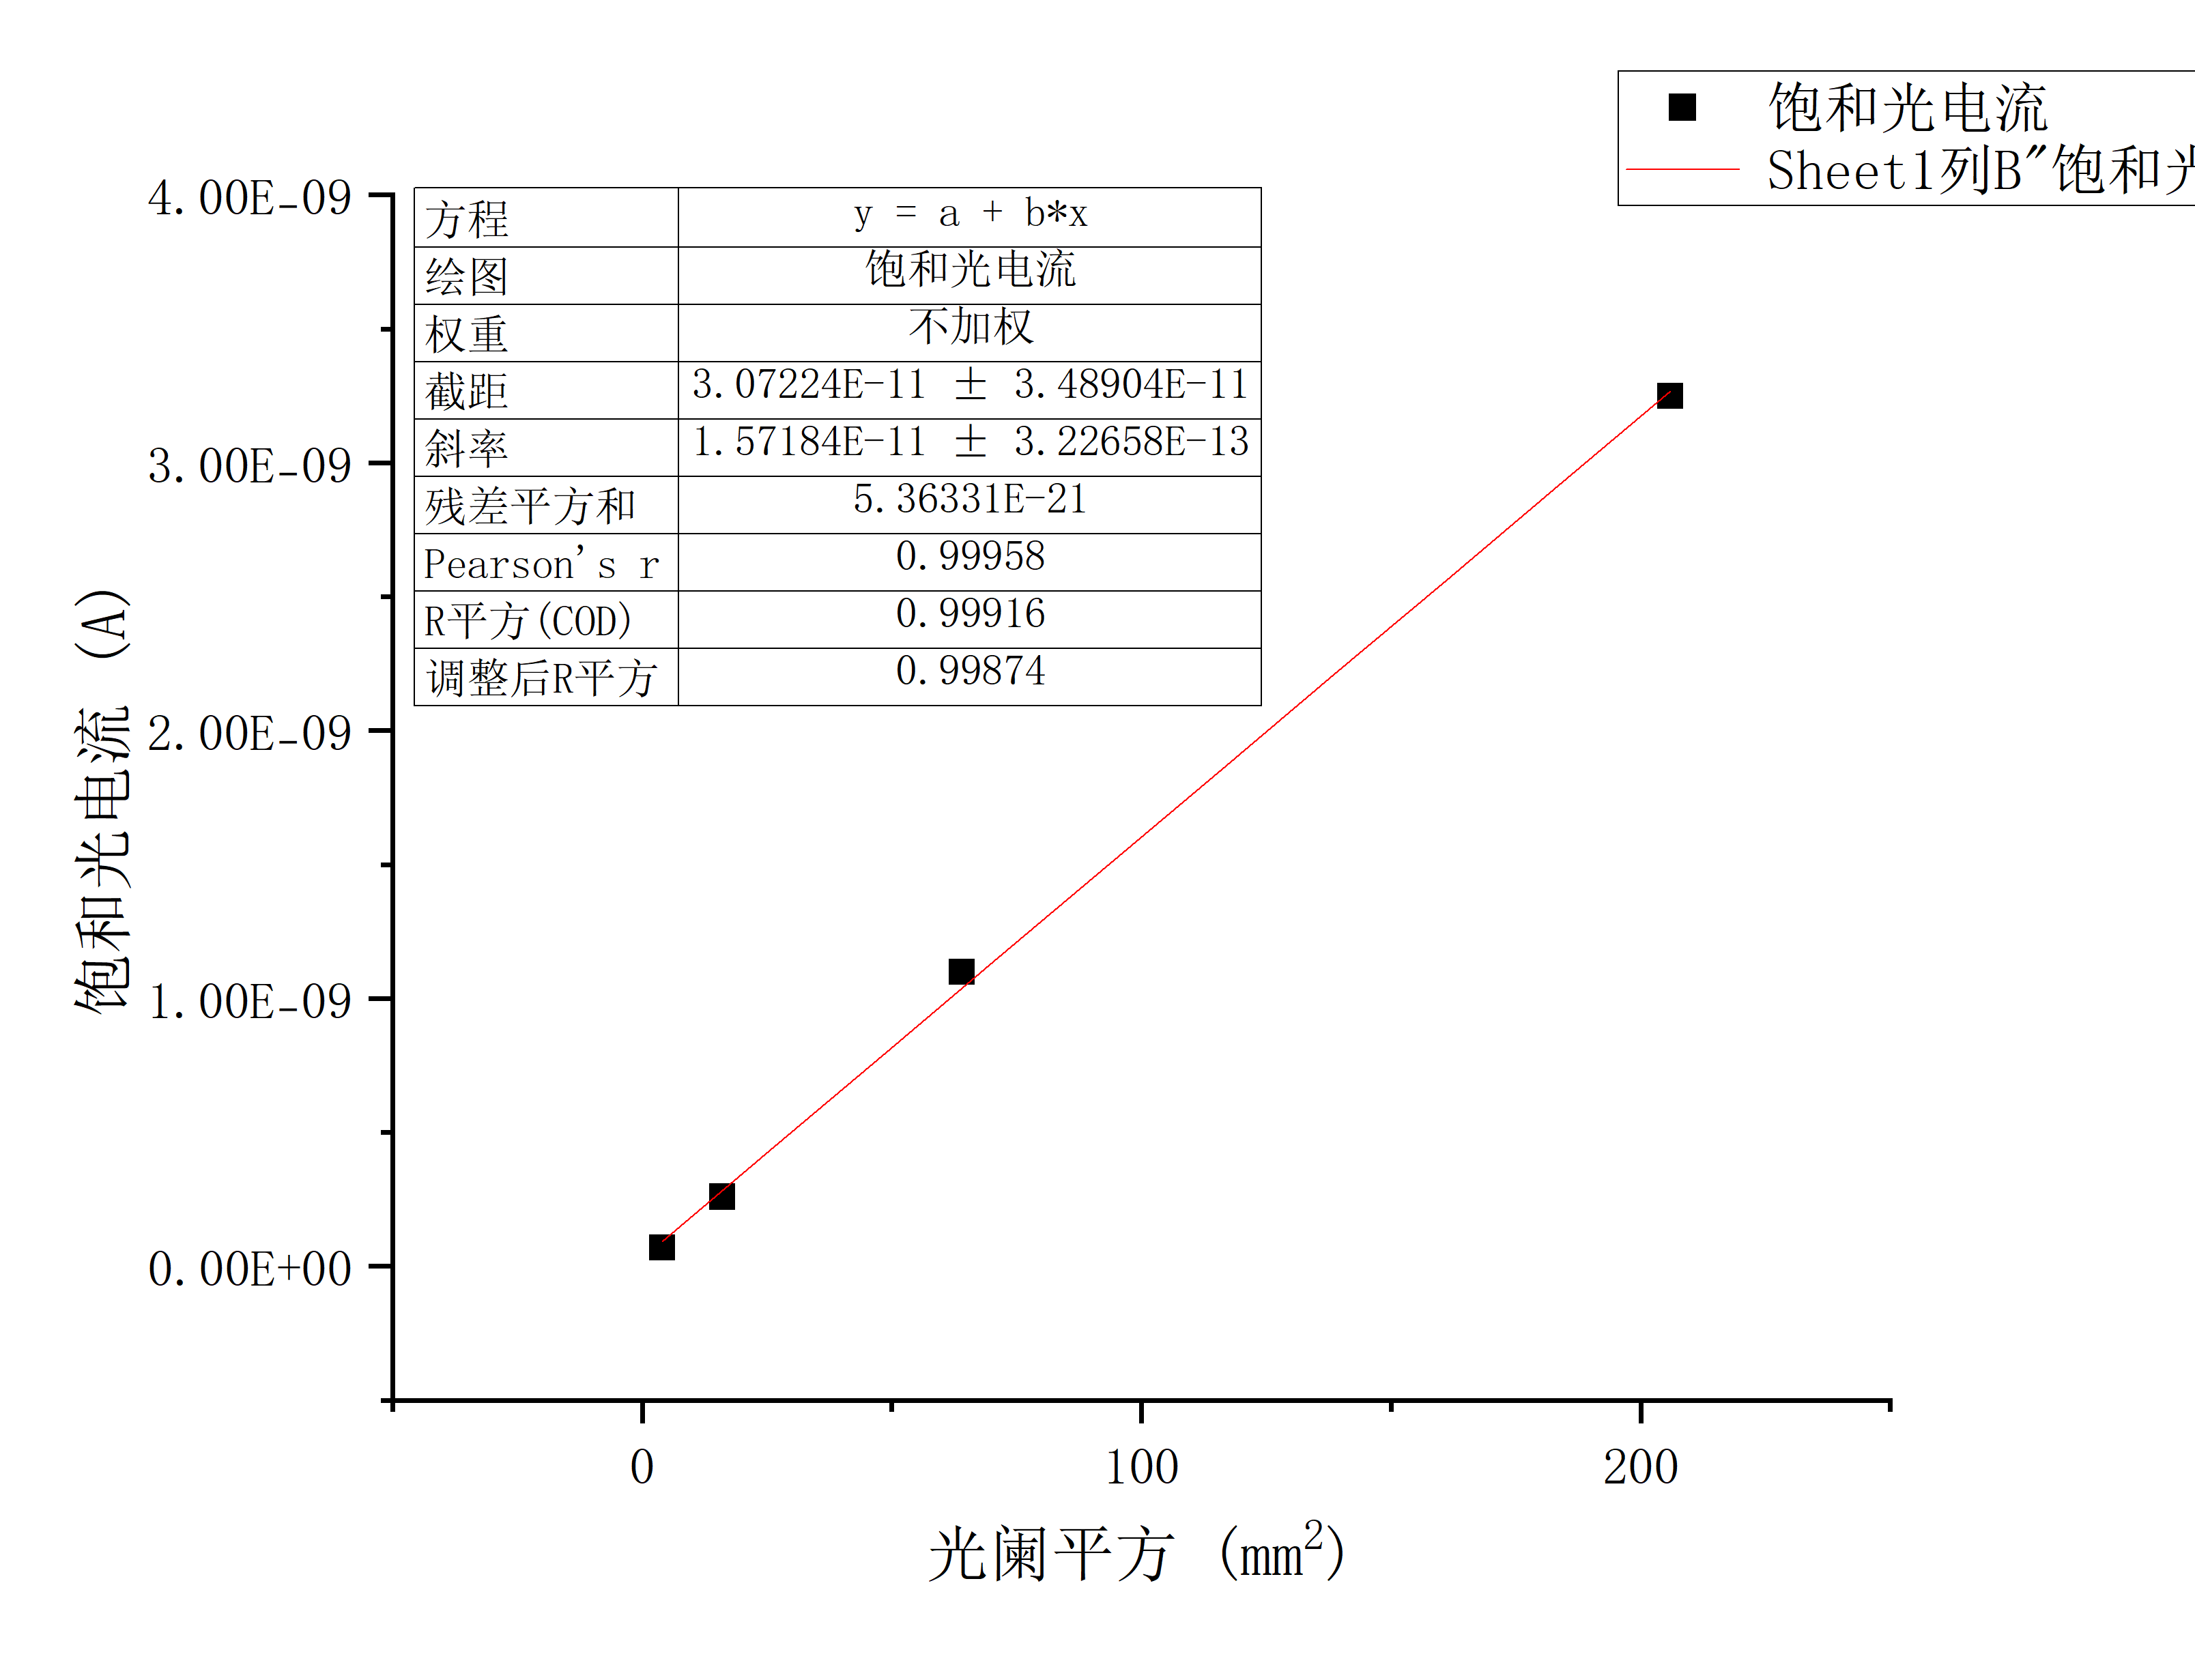 饱和光电流
Sheet1列B"饱和光
4.00E-09
3.00E-09
2.00E-09
1.00E-09
0.00E+00
饱和光电流 (A)
方程 y = a + b*x
绘图 饱和光电流
权重 不加权
截距 3.07224E-11 ± 3.48904E-11
斜率 1.57184E-11 ± 3.22658E-13
残差平方和 5.36331E-21
Pearson's r 0.99958
R平方(COD) 0.99916
调整后R平方 0.99874
0 100 200
光阑平方 (mm²)